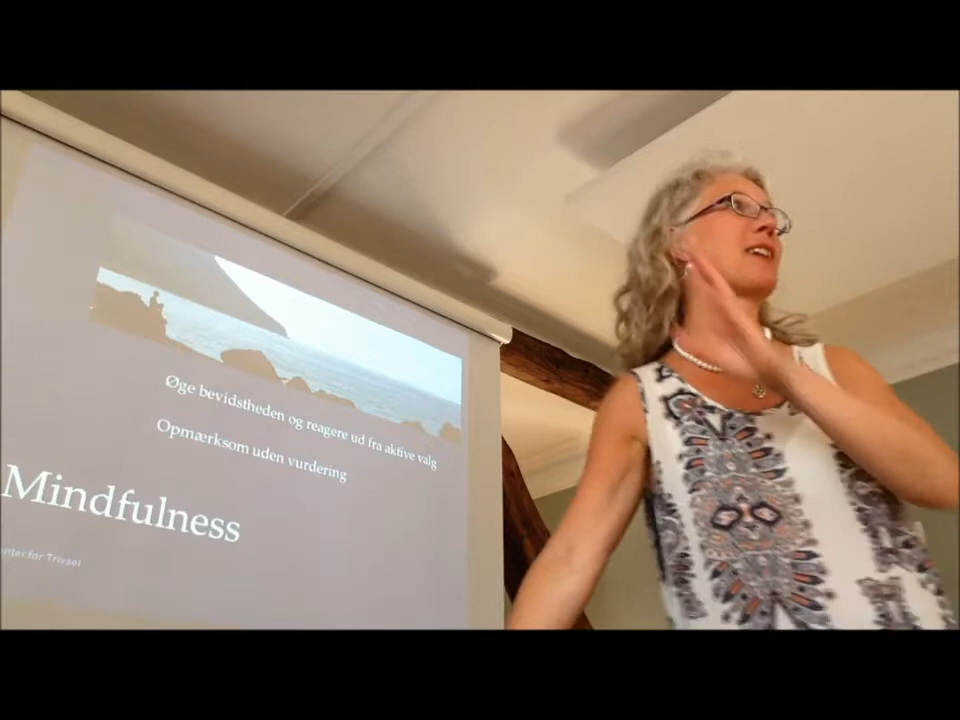 Øge bevidstheden og reagere ud fra aktive valg
Opmærksom uden vurdering
Mindfulness
for Trivsel